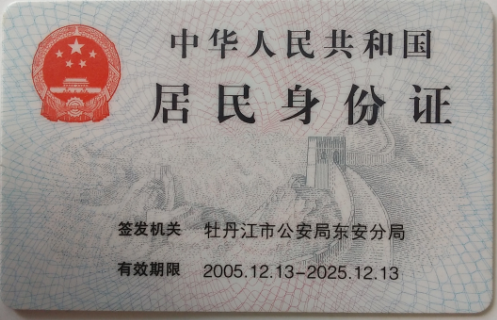 中华人民共和国
居民身份证
签发机关 牡丹江市公安局东安分局
有效期限 2005.12.13-2025.12.13